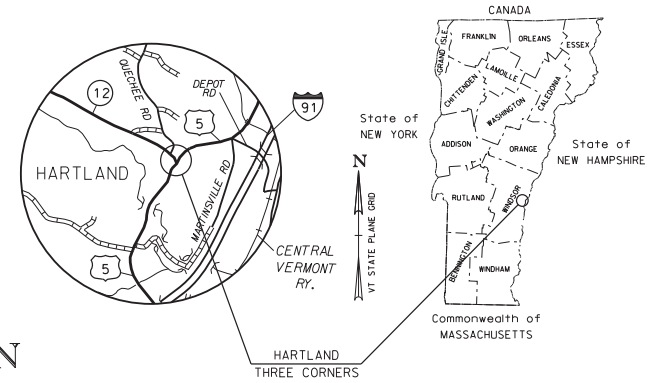 CANADA
GRAND ISLE
FRANKLIN
ORLEANS
ESSEX
CHITTENDEN
LAMOILLE
CALEDONIA
WASHINGTON
State of
NEW YORK
ADDISON
ORANGE
State of
NEW HAMPSHIRE
RUTLAND
WINDSOR
BENNINGTON
WINDHAM
Commonwealth of
MASSACHUSETTS
N
VT STATE PLANE GRID
12
QUECHEE RD
DEPOT
RD
5
91
HARTLAND
MARTINSVILLE RD
5
CENTRAL
VERMONT
RY.
HARTLAND
THREE CORNERS
N